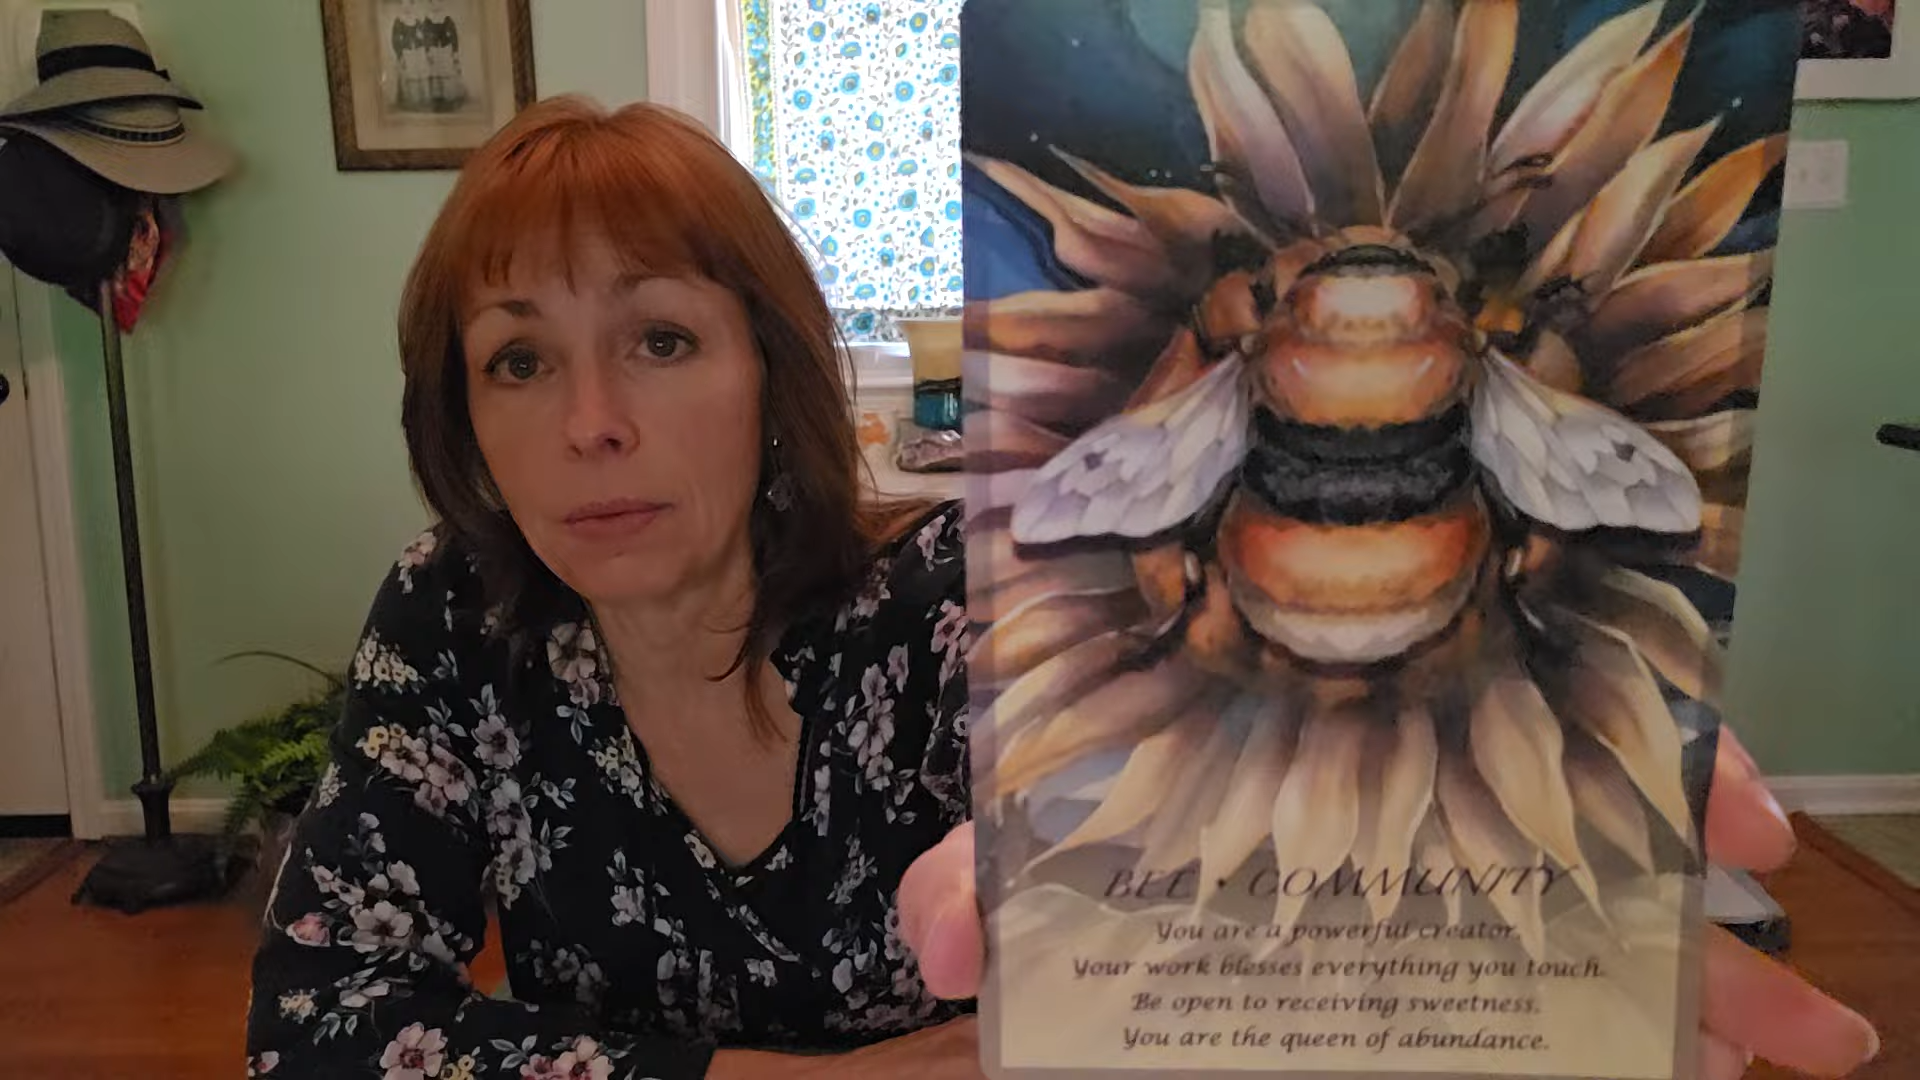 BEE • COMMUNITY
You are a powerful creator.
Your work blesses everything you touch.
Be open to receiving sweetness.
You are the queen of abundance.